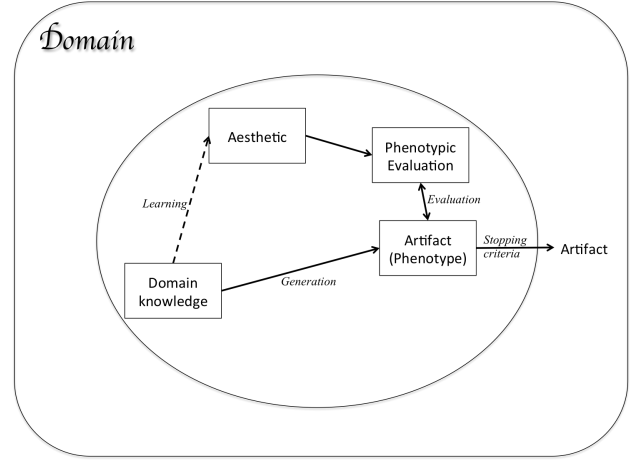 Domain
Aesthetic
Phenotypic
Evaluation
Learning
Evaluation
Artifact
(Phenotype)
Stopping
criteria
Artifact
Domain
knowledge
Generation